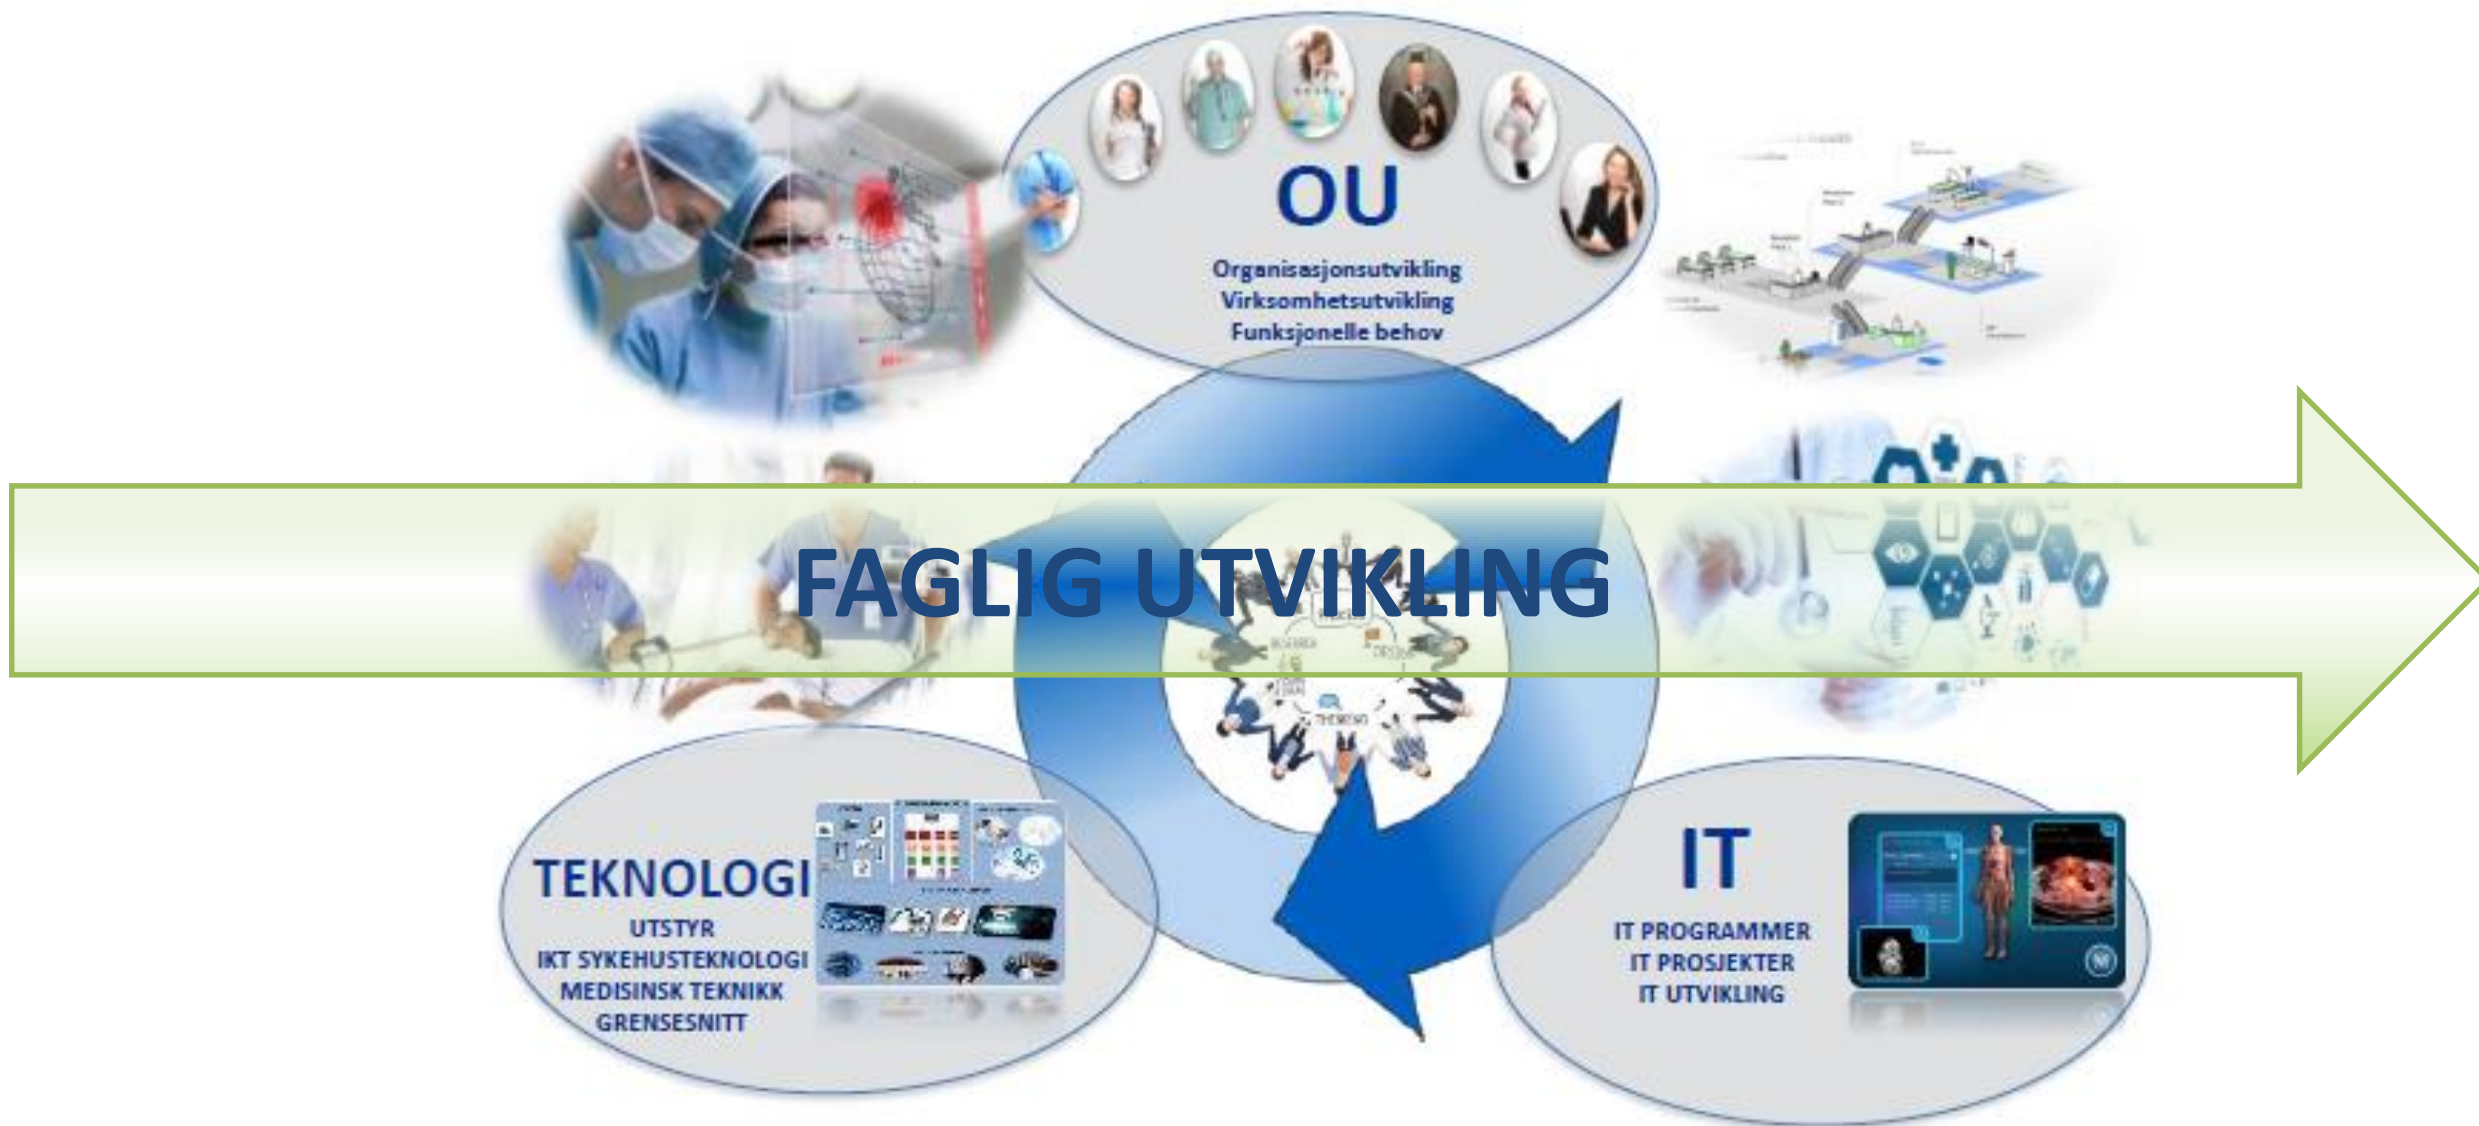 OU
Organisasjonsutvikling
Virksomhetsutvikling
Funksjonelle behov
FAGLIG UTVIKLING
THINKING
TEKNOLOGI
UTSTYR
IKT SYKEHUSTEKNOLOGI
MEDISINSK TEKNIKK
GRENSESNITT
IT
IT PROGRAMMER
IT PROSJEKTER
IT UTVIKLING